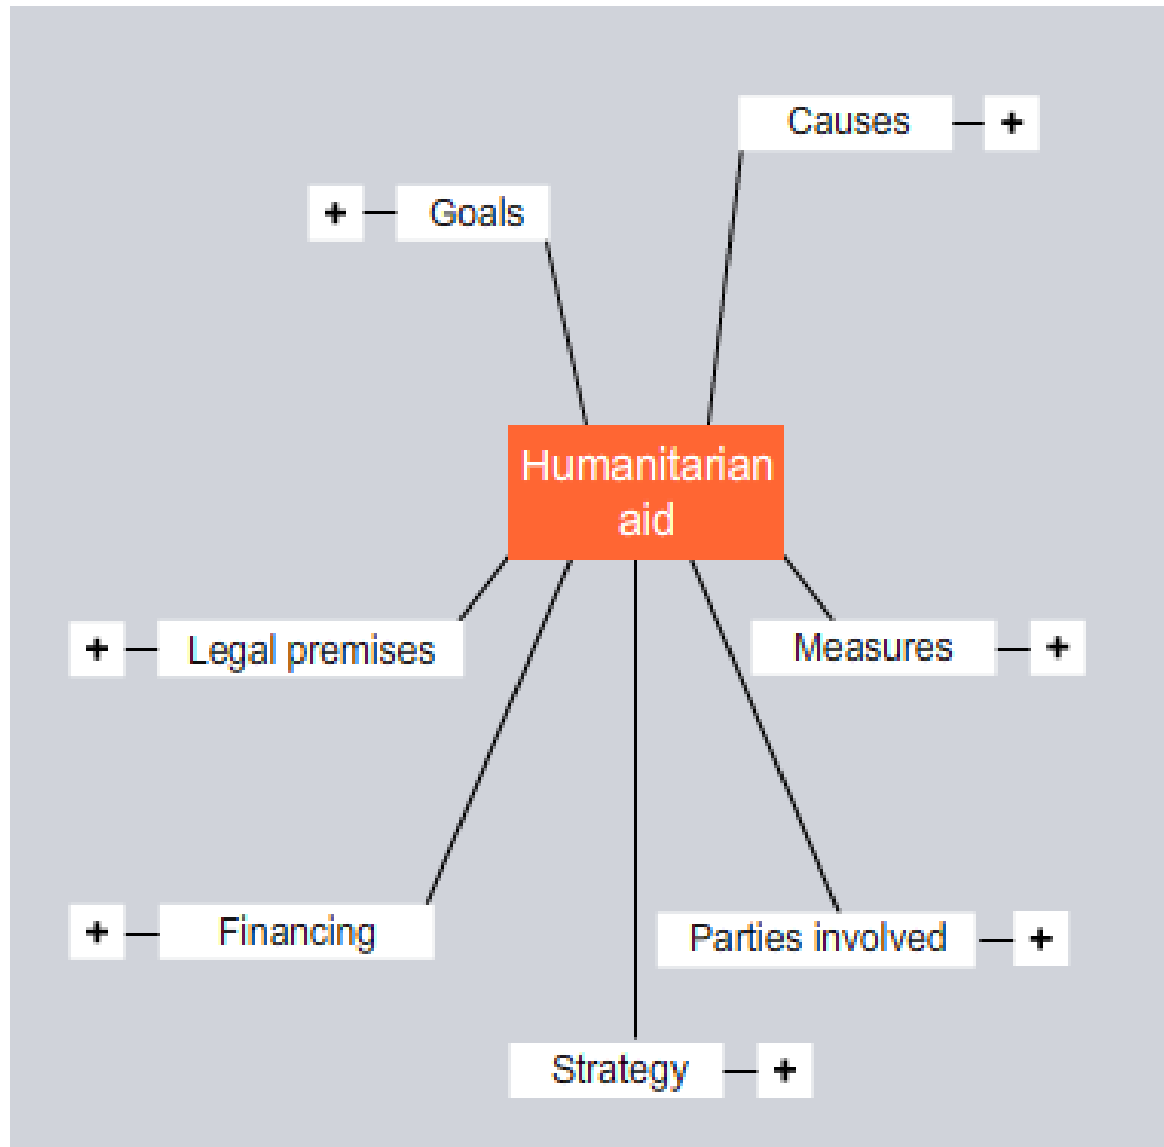 Causes +
+ Goals
Humanitarian
aid
+ Legal premises
Measures +
+ Financing
Parties involved +
Strategy +